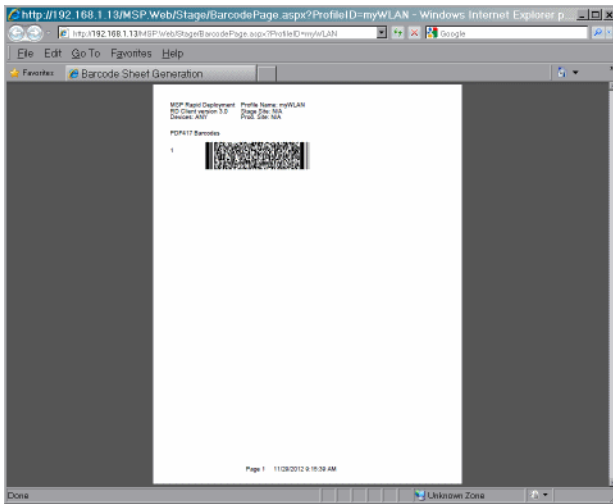 http://192.168.1.13/MSP.Web/Stage/BarcodePage.aspx?ProfileID=myWLAN - Windows Internet Explorer p...
http://192.168.1.13/MSP.Web/Stage/BarcodePage.aspx?ProfileID=myWLAN
Google
File Edit Go To Favorites Help
Favorites Barcode Sheet Generation
MSP Rapid Deployment Profile Name: myWLAN
RD Client version 3.0 Stage Site: N/A
Devices: ANY Prod. Site: N/A
PDF417 Barcodes
1
Page 1 11/28/2012 9:15:39 AM
Done Unknown Zone